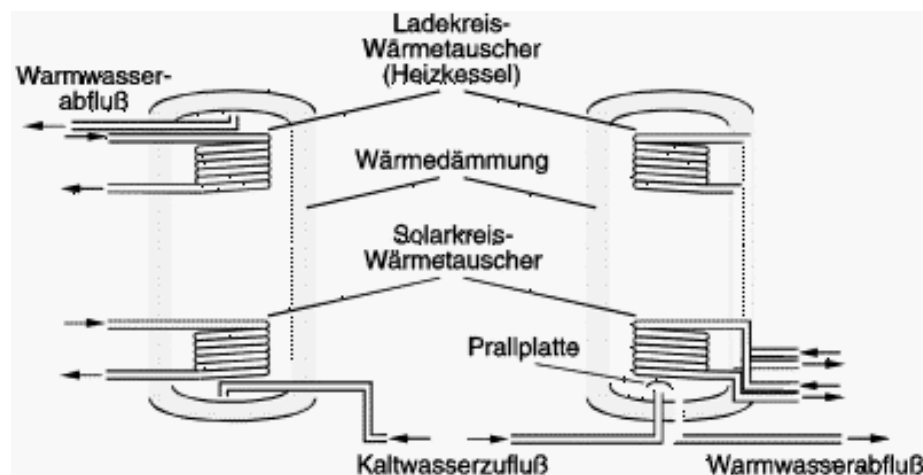 Ladekreis-
Wärmetauscher
(Heizkessel)
Warmwasser-
abfluß
Wärmedämmung
Solarkreis-
Wärmetauscher
Prallplatte
Kaltwasserzufluß
Warmwasserabfluß